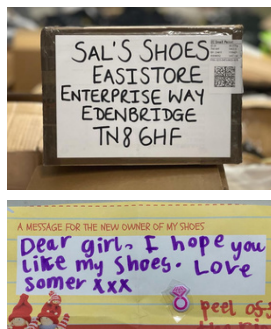 SAL'S SHOES
EASISTORE
ENTERPRISE WAY
EDENBRIDGE
TN8 6HF
A MESSAGE FOR THE NEW OWNER OF MY SHOES
Dear girl, I hope you
like my shoes. Love
somer xxx
peel off